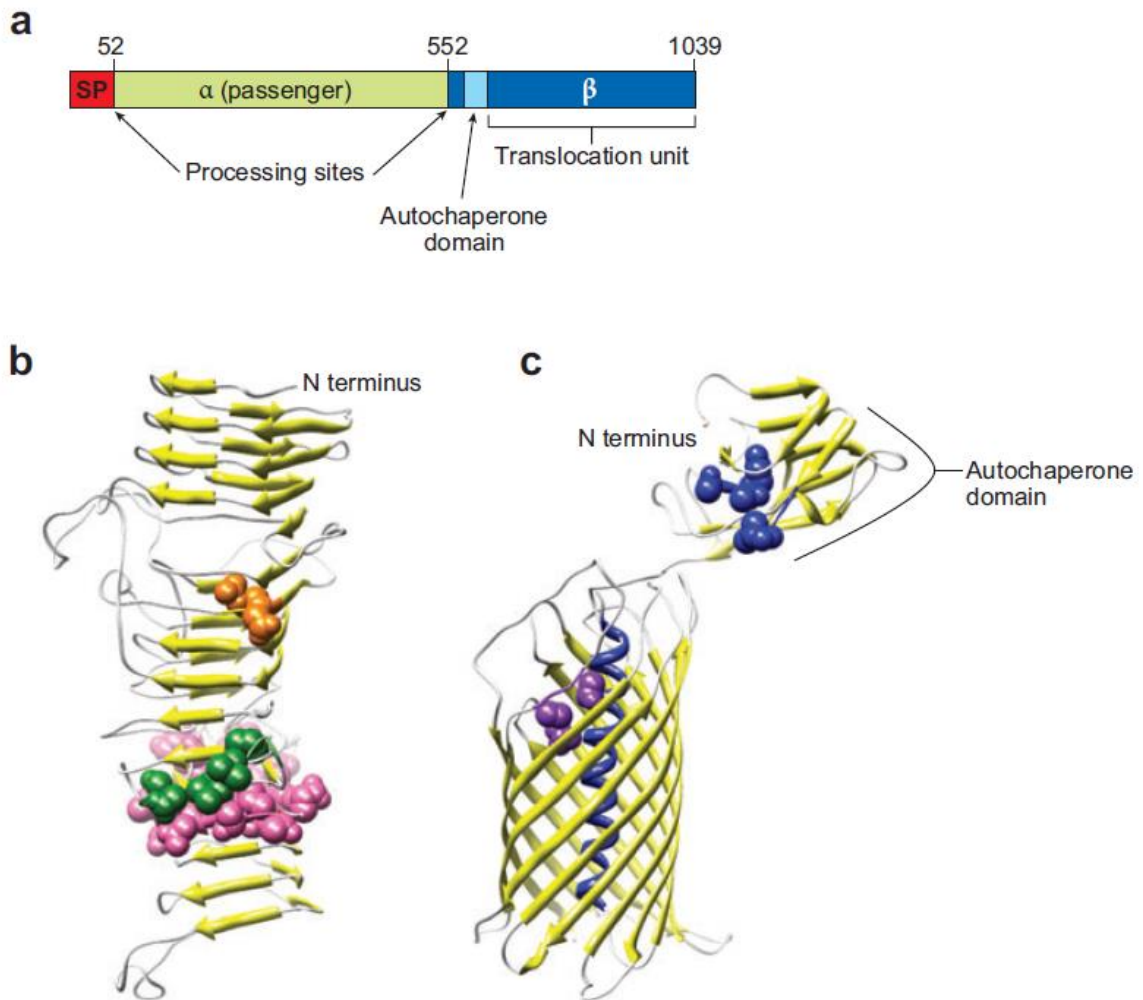 a
52 552 1039
SP α (passenger) β
Processing sites
Translocation unit
Autochaperone
domain
b
N terminus
c
N terminus
Autochaperone
domain